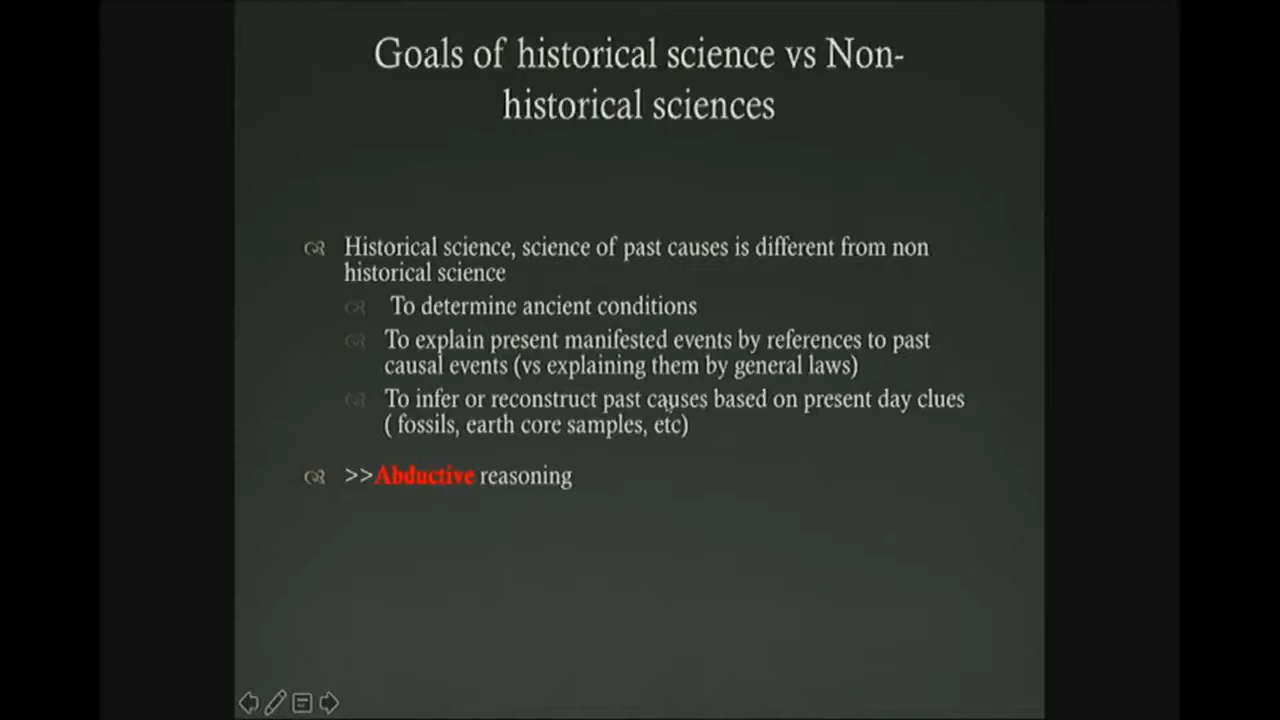 Goals of historical science vs Non-
historical sciences
Historical science, science of past causes is different from non
historical science
To determine ancient conditions
To explain present manifested events by references to past
causal events (vs explaining them by general laws)
To infer or reconstruct past causes based on present day clues
( fossils, earth core samples, etc)
>>Abductive reasoning